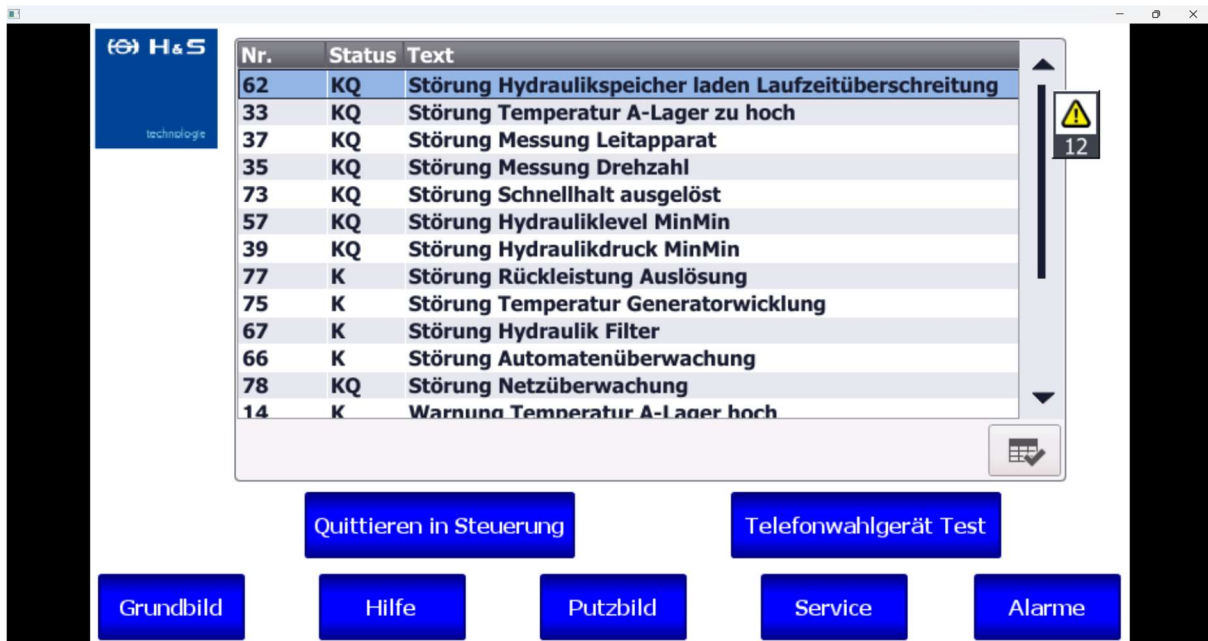 H&S
technologie
Nr. Status Text
62 KQ Störung Hydraulikspeicher laden Laufzeitüberschreitung
33 KQ Störung Temperatur A-Lager zu hoch
37 KQ Störung Messung Leitapparat
35 KQ Störung Messung Drehzahl
73 KQ Störung Schnellhalt ausgelöst
57 KQ Störung Hydrauliklevel MinMin
39 KQ Störung Hydraulikdruck MinMin
77 K Störung Rückleistung Auslösung
75 K Störung Temperatur Generatorwicklung
67 K Störung Hydraulik Filter
66 K Störung Automatenüberwachung
78 KQ Störung Netzüberwachung
14 K Warnung Temperatur A-Lager hoch
12
Quittieren in Steuerung Telefonwahlgerät Test
Grundbild Hilfe Putzbild Service Alarme